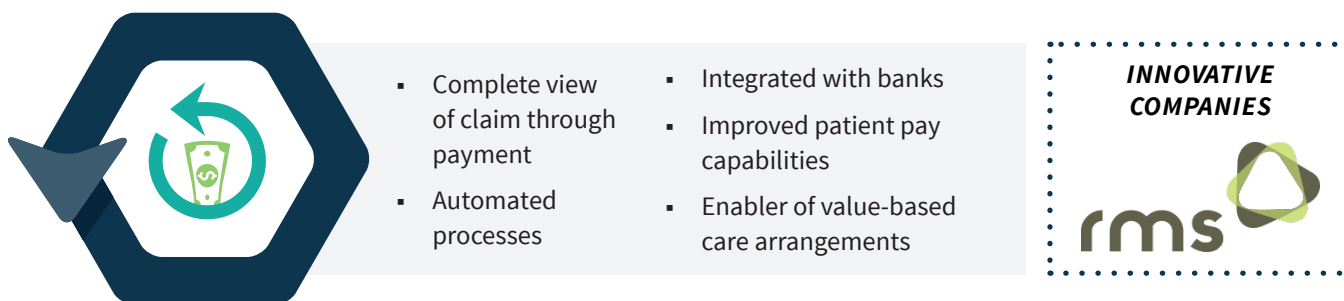 ▪ Complete view
of claim through
payment
▪ Automated
processes
▪ Integrated with banks
▪ Improved patient pay
capabilities
▪ Enabler of value-based
care arrangements
INNOVATIVE
COMPANIES
rms
$